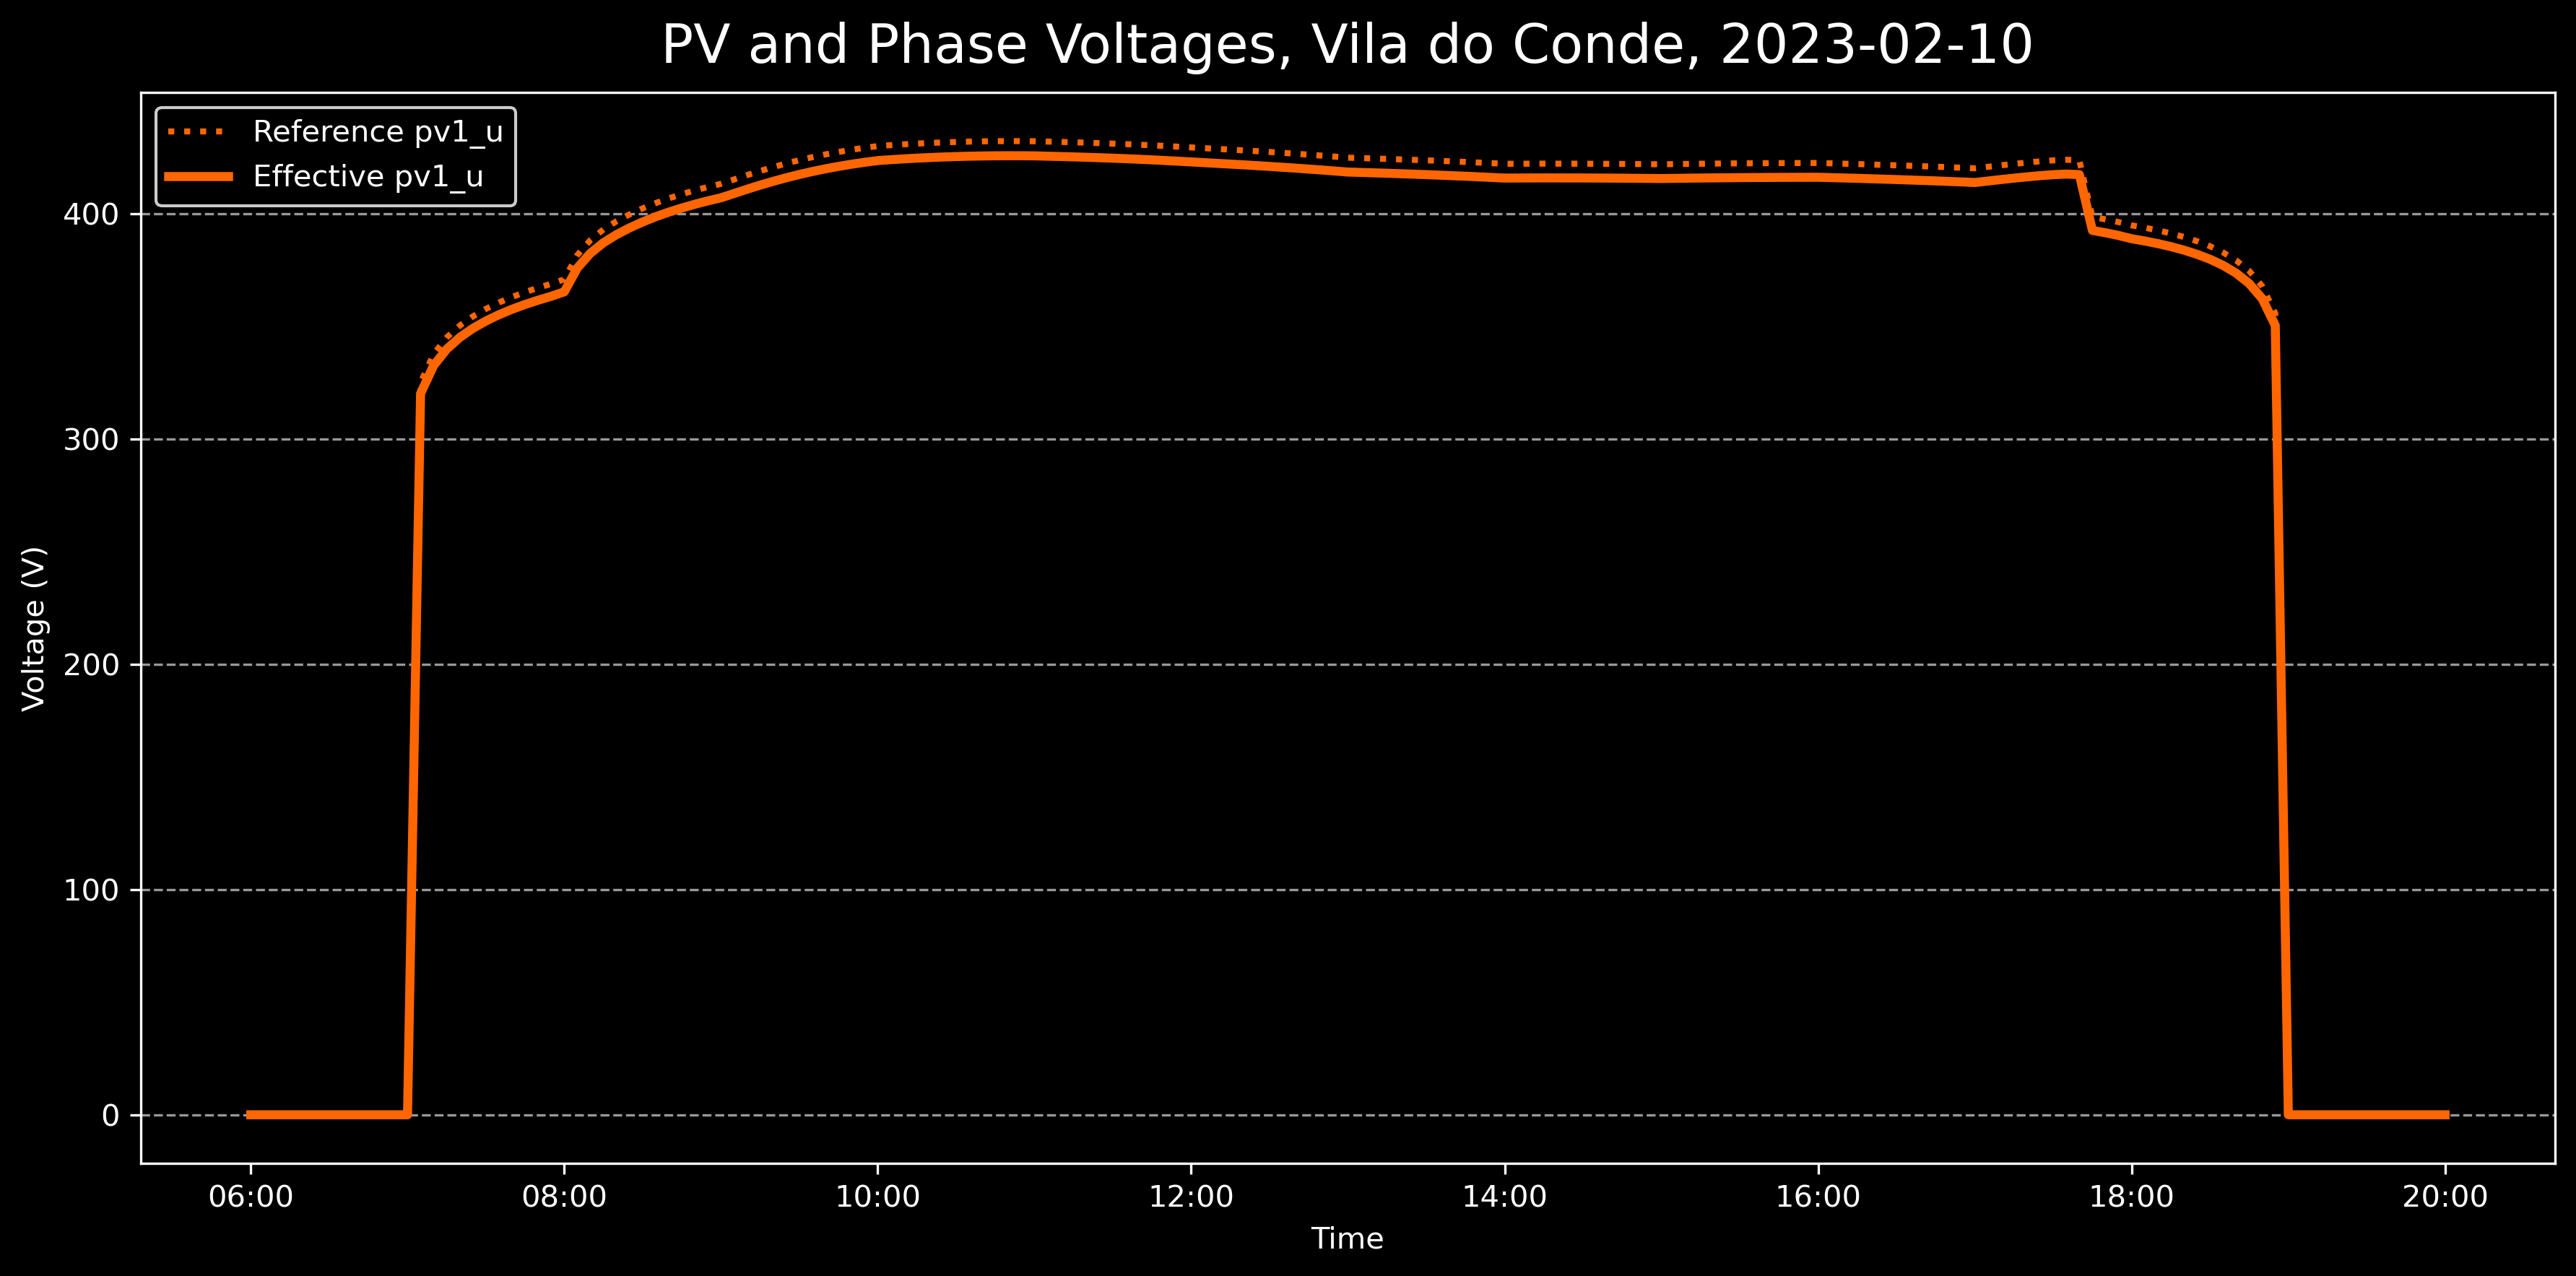 PV and Phase Voltages, Vila do Conde, 2023-02-10
Reference pv1_u
Effective pv1_u
400
300
200
100
0
Voltage (V)
06:00 08:00 10:00 12:00 14:00 16:00 18:00 20:00
Time